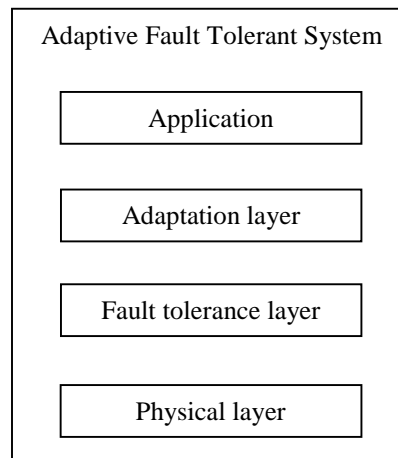 Adaptive Fault Tolerant System
Application
Adaptation layer
Fault tolerance layer
Physical layer